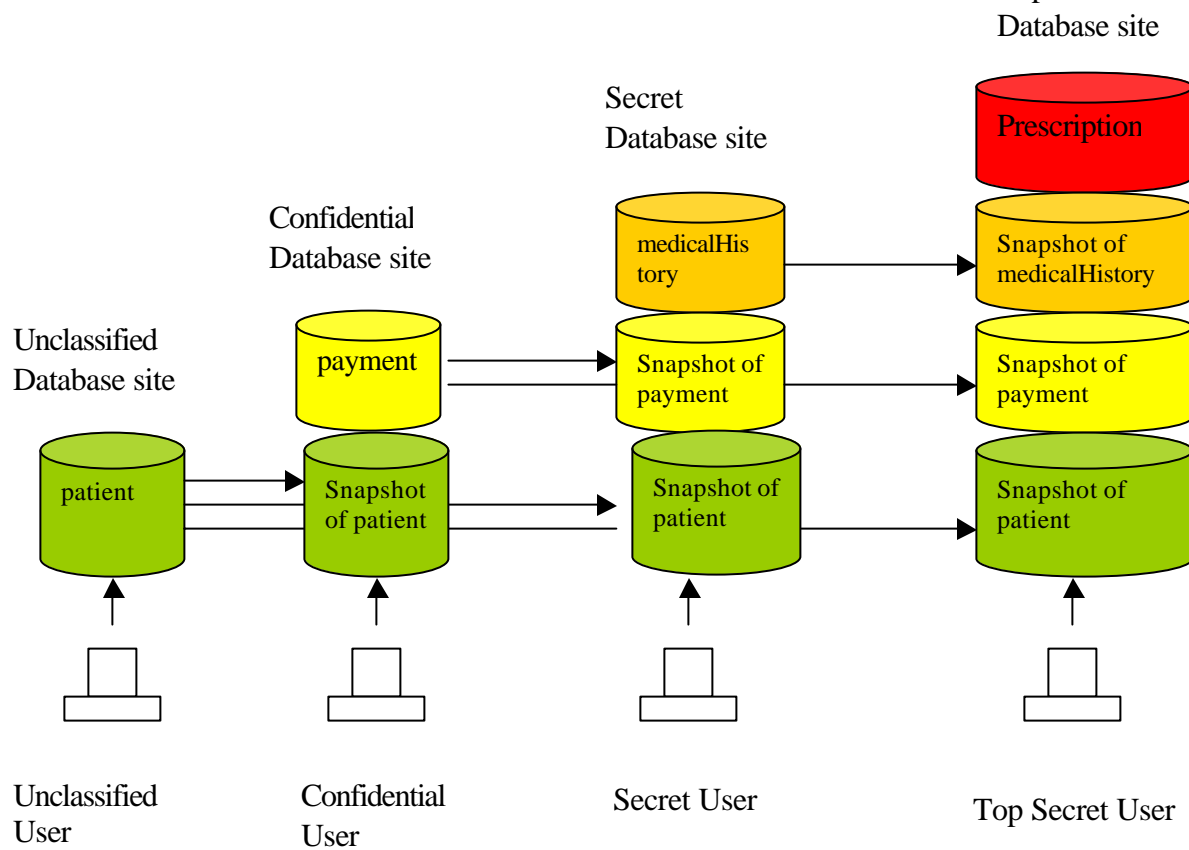 Database site
Prescription
Secret
Database site
medicalHis
tory
Snapshot of
medicalHistory
Confidential
Database site
payment
Snapshot of
payment
Snapshot of
payment
Unclassified
Database site
patient
Snapshot
of patient
Snapshot of
patient
Snapshot of
patient
Unclassified
User
Confidential
User
Secret User
Top Secret User